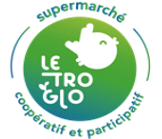 supermarché
LE
TRO
GLO
coopératif et participatif